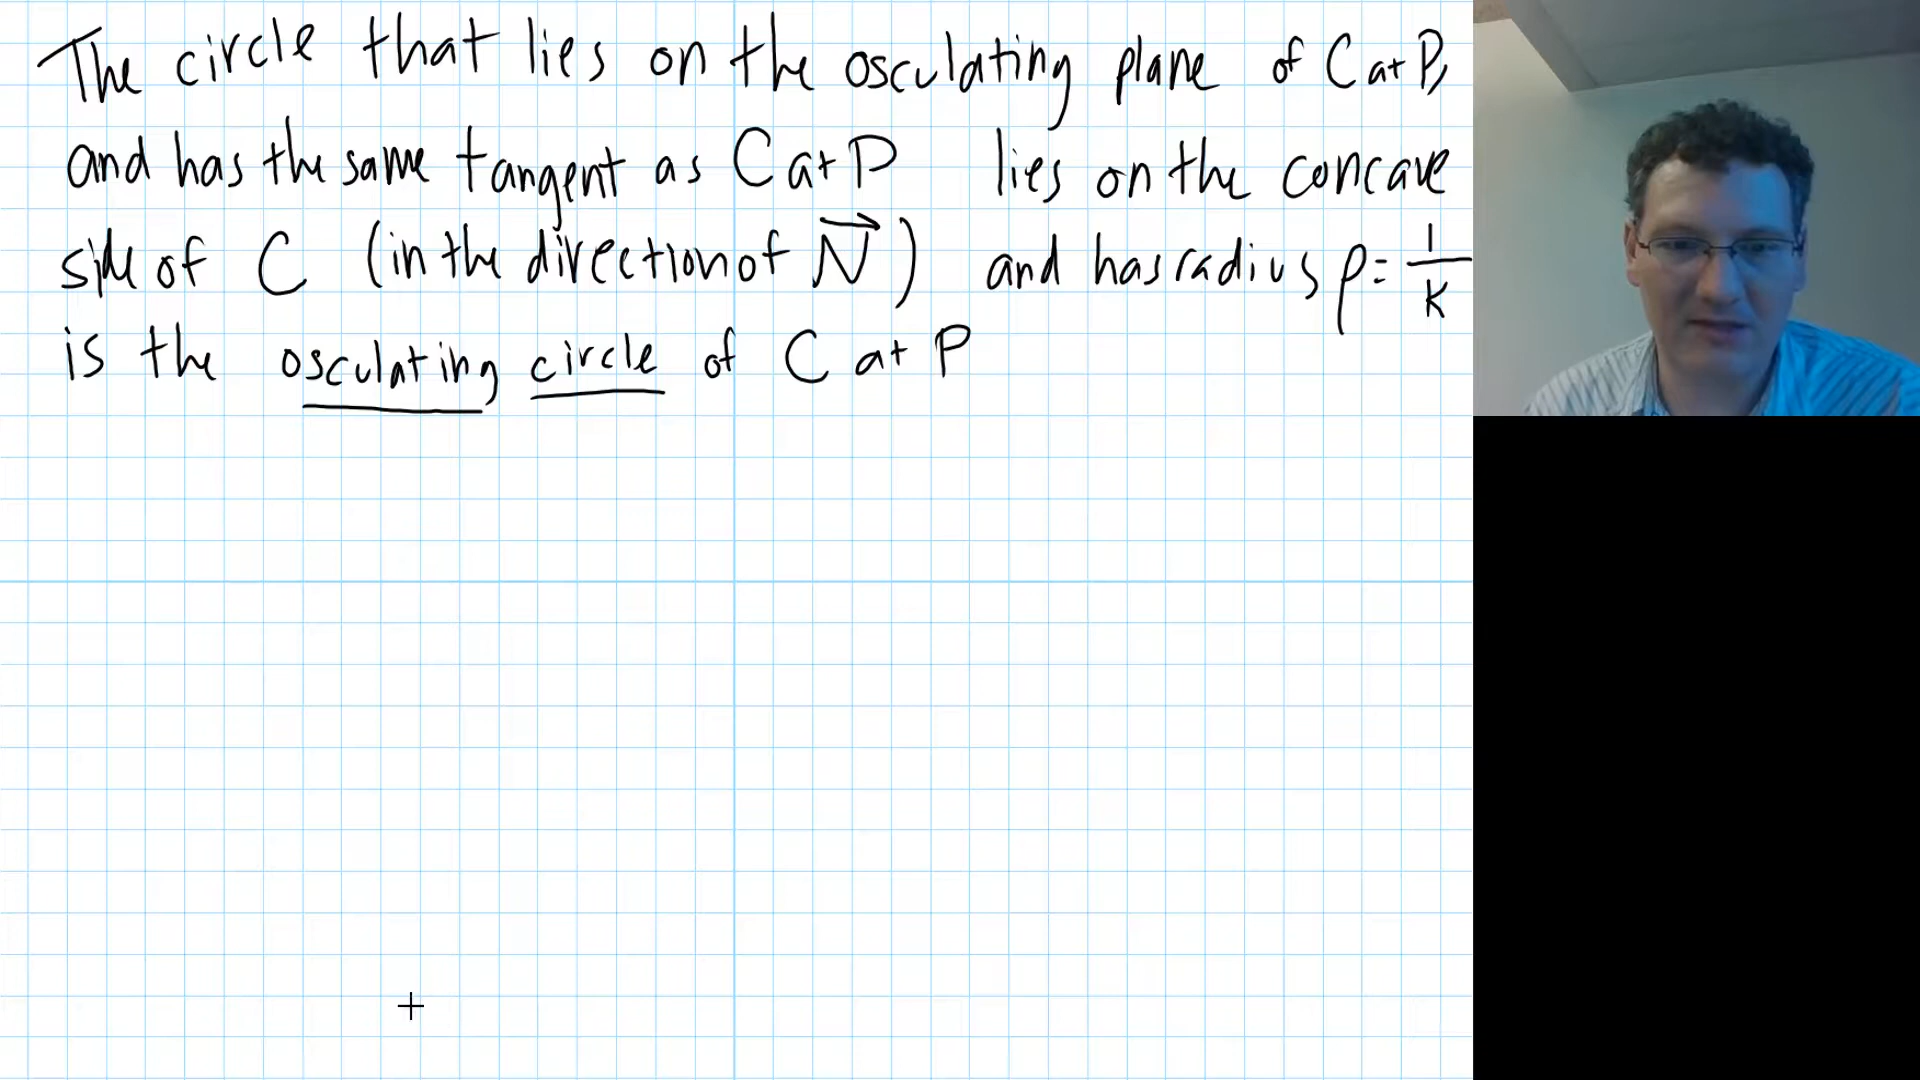 The circle that lies on the osculating plane of C at P,
and has the same tangent as C at P lies on the concave
side of C (in the direction of \vec{N}) and has radius ρ = 1/κ
is the osculating circle of C at P